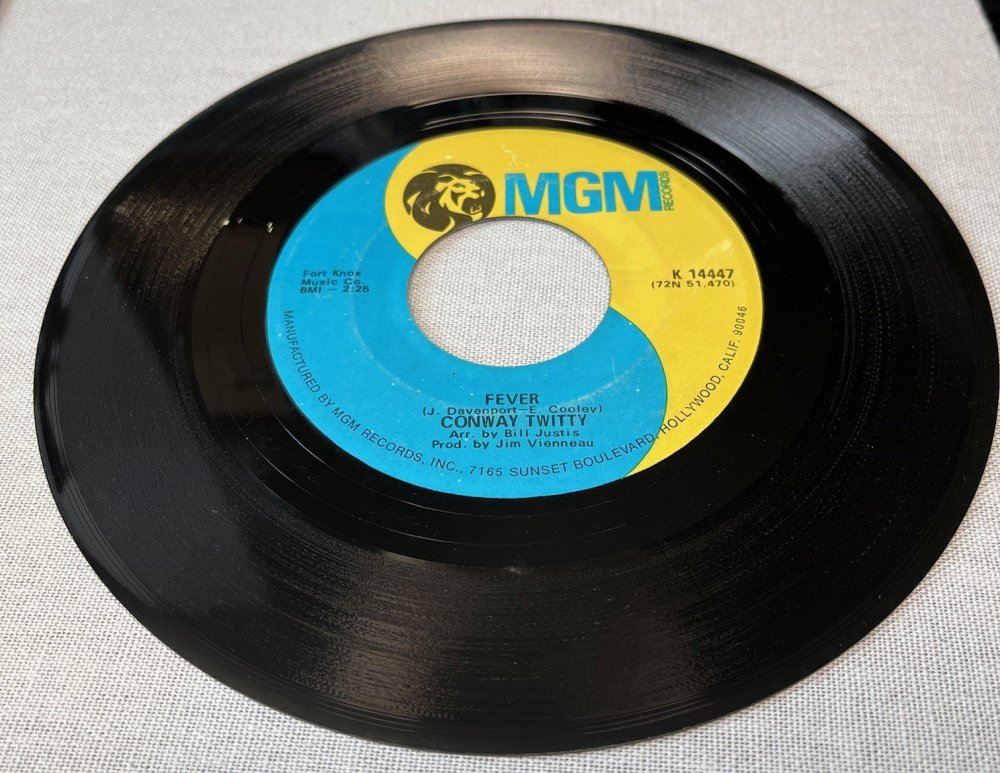 MGM RECORDS
K 14447
(72N 51,470)
Fort Knox
Music Co.
BMI – 2:25
FEVER
(J. Davenport–E. Cooley)
CONWAY TWITTY
Arr. by Bill Justis
Prod. by Jim Vienneau
MANUFACTURED BY MGM RECORDS, INC., 7165 SUNSET BOULEVARD, HOLLYWOOD, CALIF. 90046